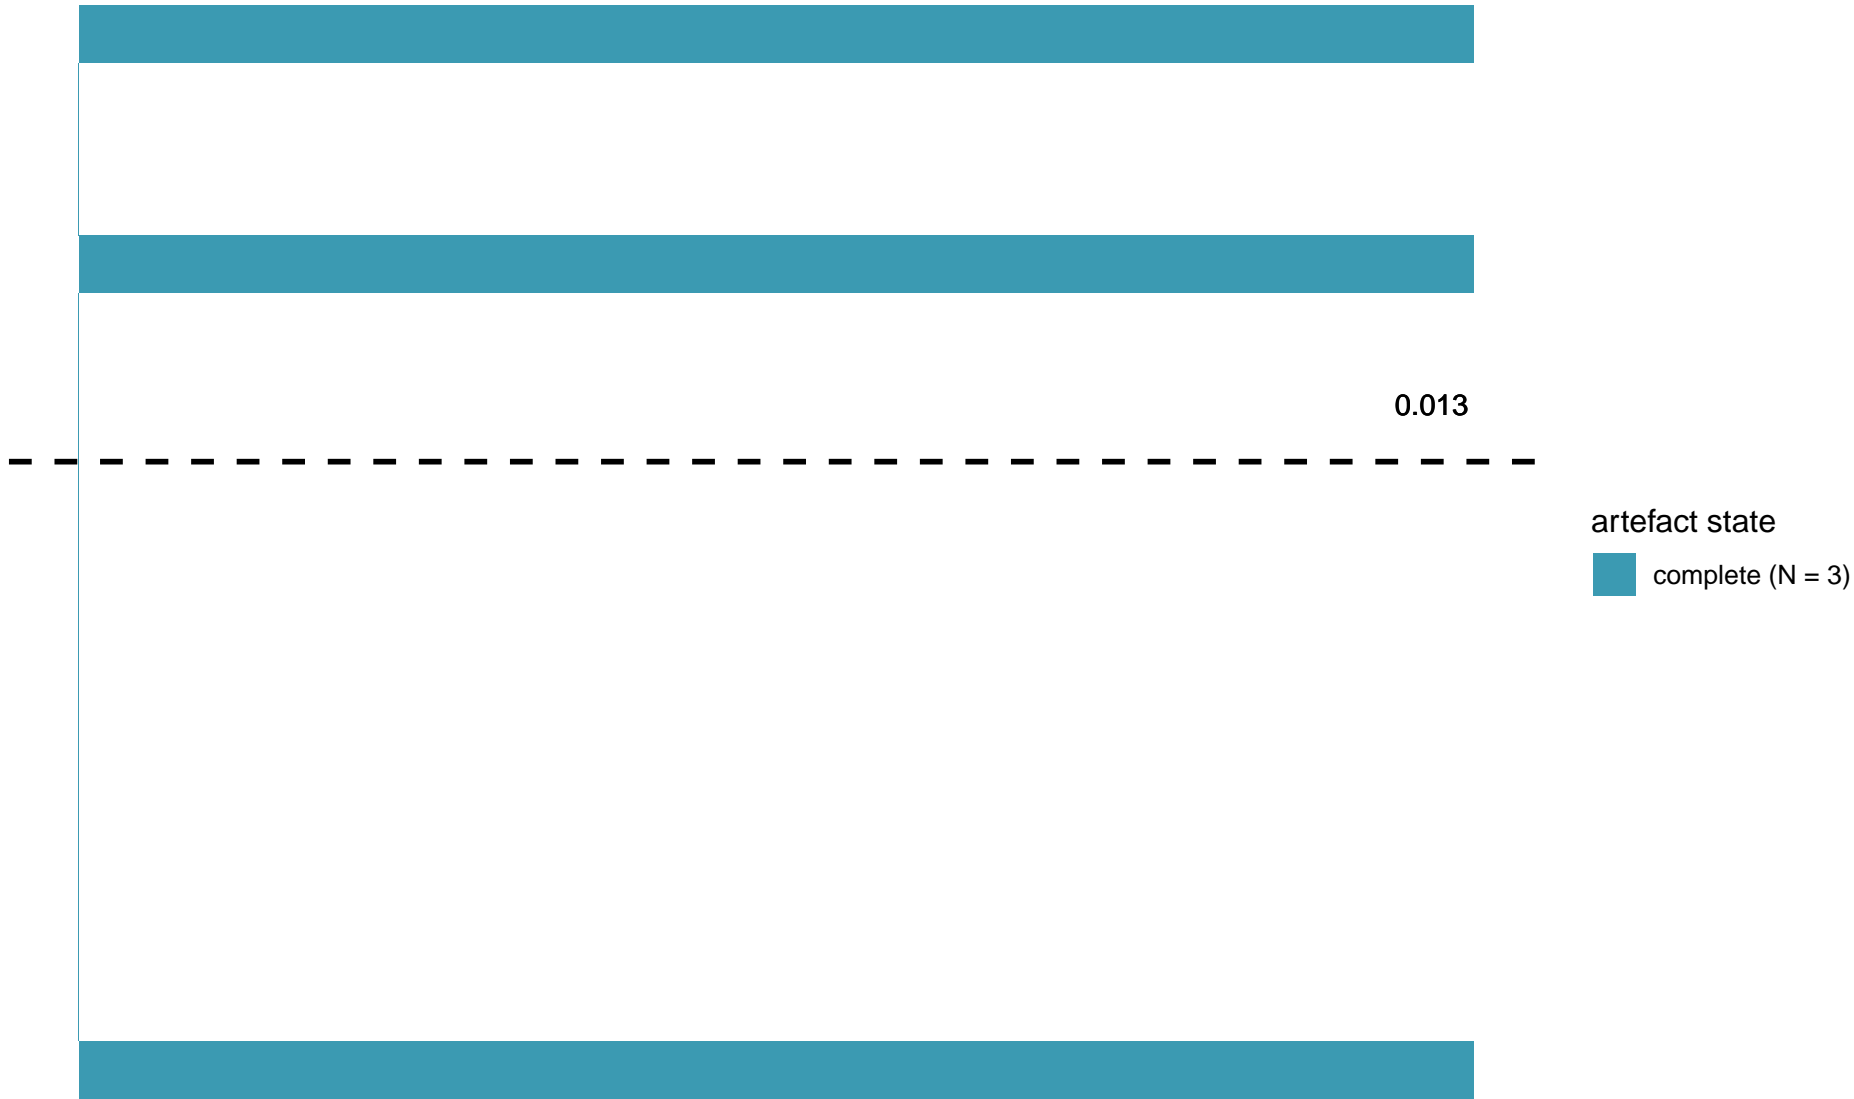 0.013
artefact state
complete (N = 3)